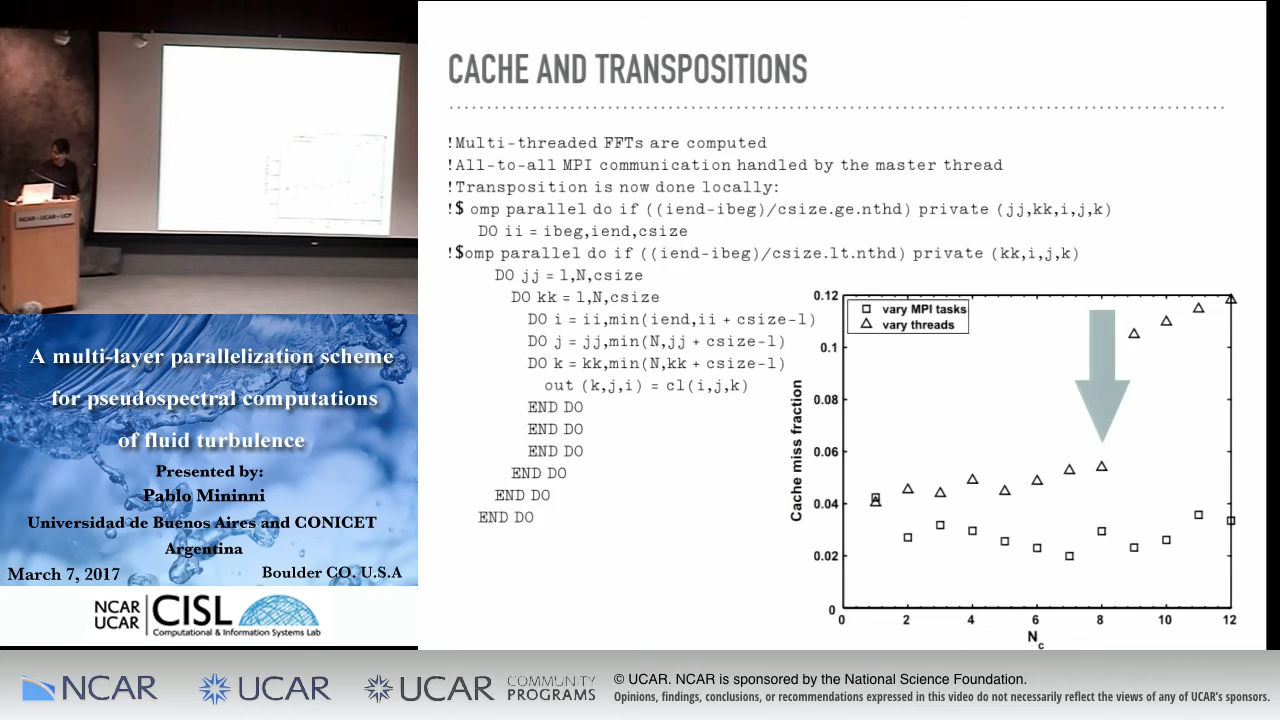 NCAR - UCAR - UCP
A multi-layer parallelization scheme
for pseudospectral computations
of fluid turbulence
Presented by:
Pablo Mininni
Universidad de Buenos Aires and CONICET
Argentina
March 7, 2017
Boulder CO. U.S.A
NCAR
UCAR
CISL
Computational & Information Systems Lab
CACHE AND TRANSPOSITIONS
!Multi-threaded FFTs are computed
!All-to-all MPI communication handled by the master thread
!Transposition is now done locally:
!$ omp parallel do if ((iend-ibeg)/csize.ge.nthd) private (jj,kk,i,j,k)
DO ii = ibeg,iend,csize
!$omp parallel do if ((iend-ibeg)/csize.lt.nthd) private (kk,i,j,k)
DO jj = 1,N,csize
DO kk = 1,N,csize
DO i = ii,min(iend,ii + csize-1)
DO j = jj,min(N,jj + csize-1)
DO k = kk,min(N,kk + csize-1)
out (k,j,i) = c1(i,j,k)
END DO
END DO
END DO
END DO
END DO
END DO
vary MPI tasks
vary threads
Cache miss fraction
0.12
0.1
0.08
0.06
0.04
0.02
0
0 2 4 6 8 10 12
Nc
NCAR
UCAR
UCAR
COMMUNITY
PROGRAMS
© UCAR. NCAR is sponsored by the National Science Foundation.
Opinions, findings, conclusions, or recommendations expressed in this video do not necessarily reflect the views of any of UCAR's sponsors.